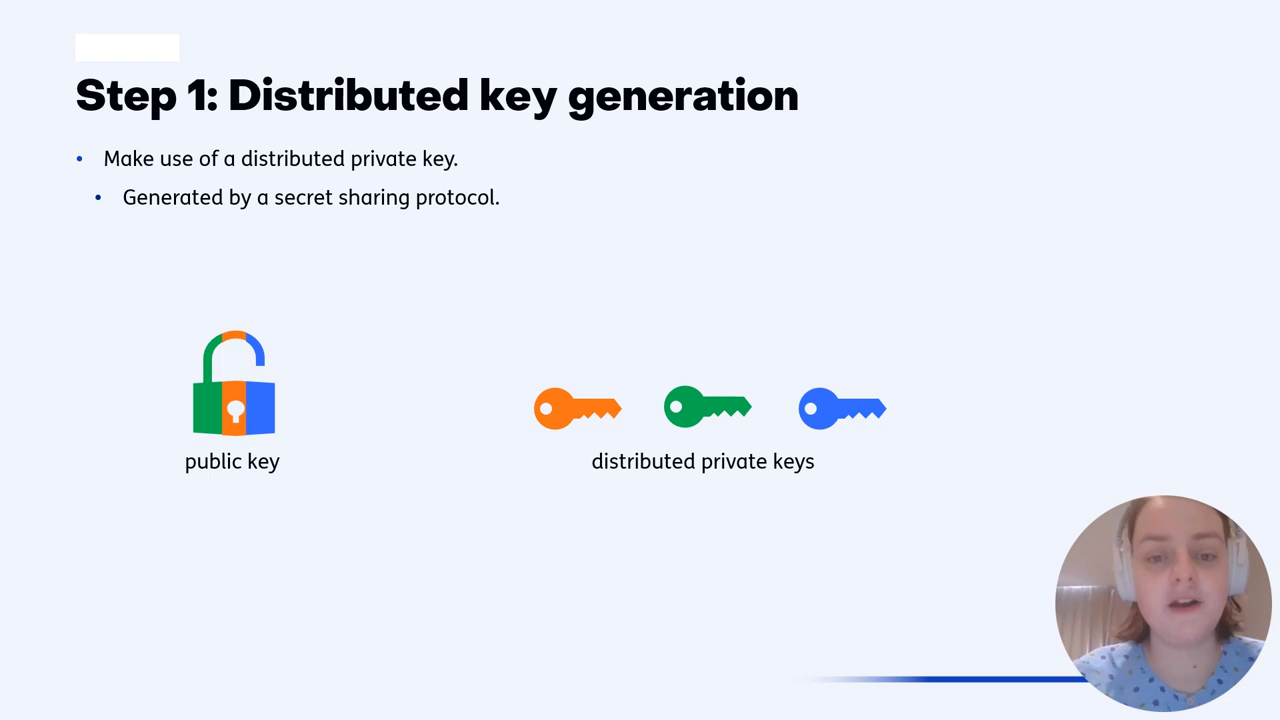 Step 1: Distributed key generation
• Make use of a distributed private key.
• Generated by a secret sharing protocol.
public key
distributed private keys